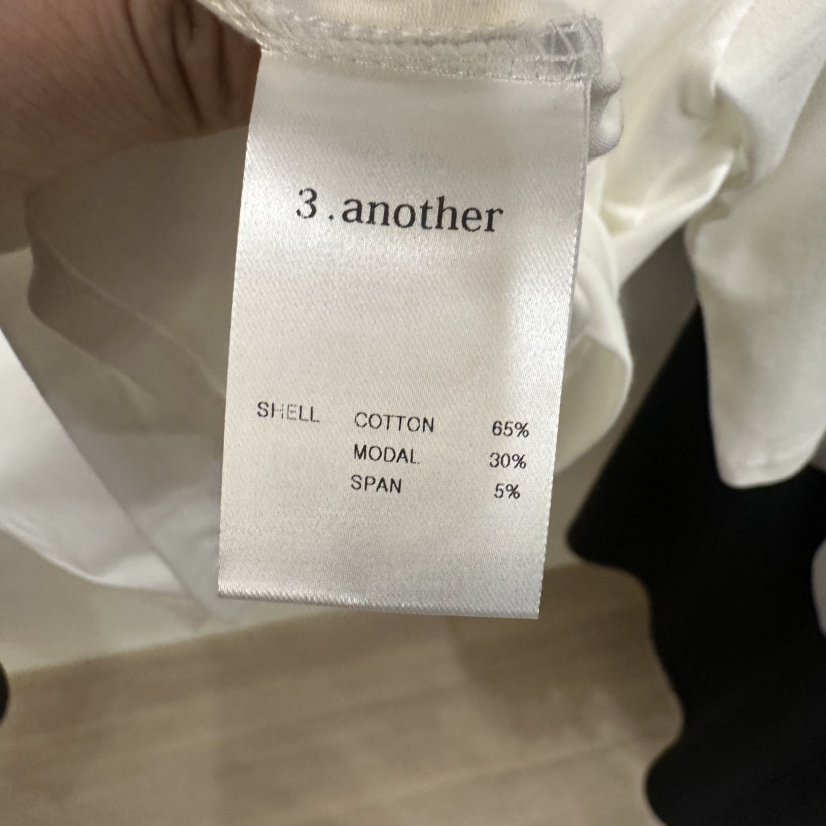 3.another
SHELL COTTON 65%
MODAL 30%
SPAN 5%